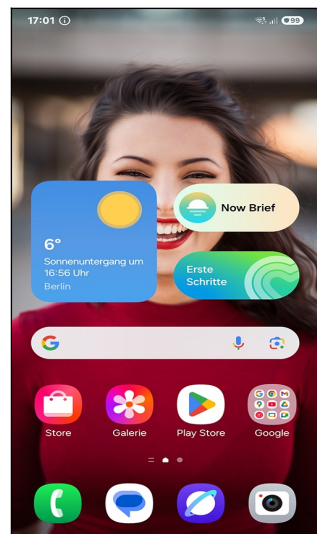 17:01
99
6°
Sonnenuntergang um
16:56 Uhr
Berlin
Now Brief
Erste
Schritte
Store
Galerie
Play Store
Google